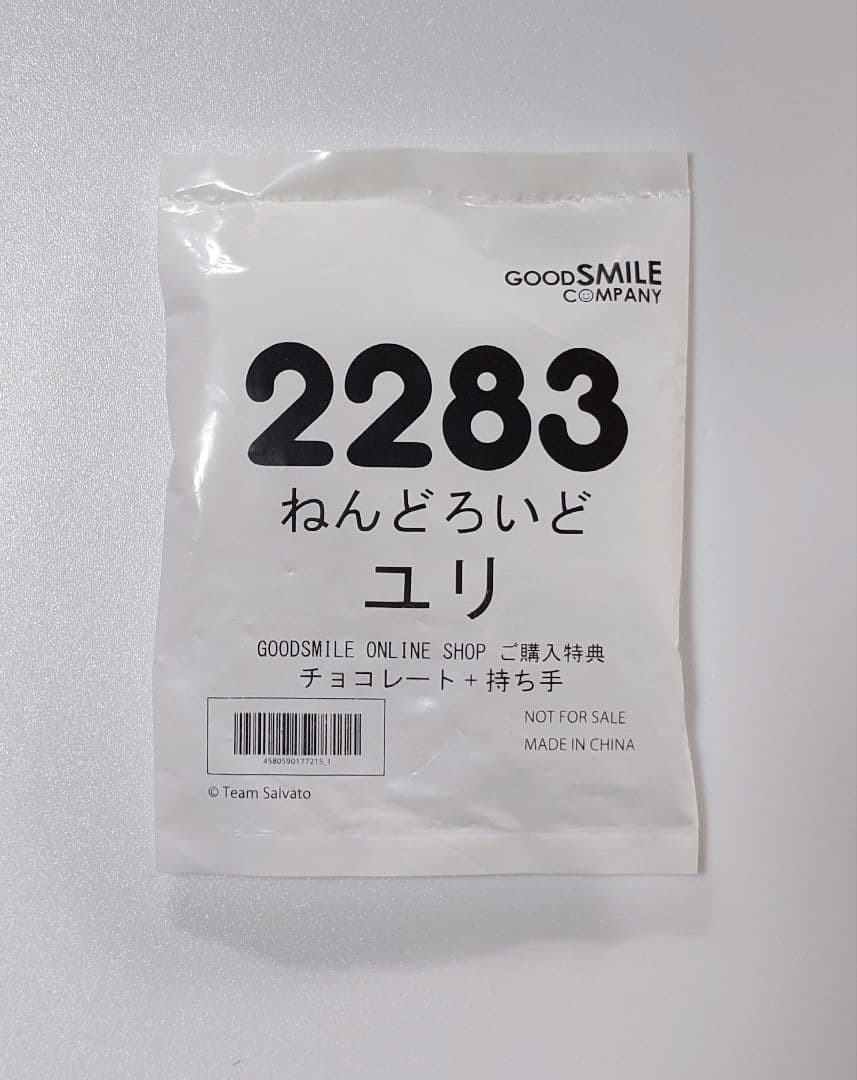 GOODSMILE
COMPANY
2283
ねんどろいど
ユリ
GOODSMILE ONLINE SHOP ご購入特典
チョコレート+持ち手
NOT FOR SALE
MADE IN CHINA
4580590177215_1
© Team Salvato